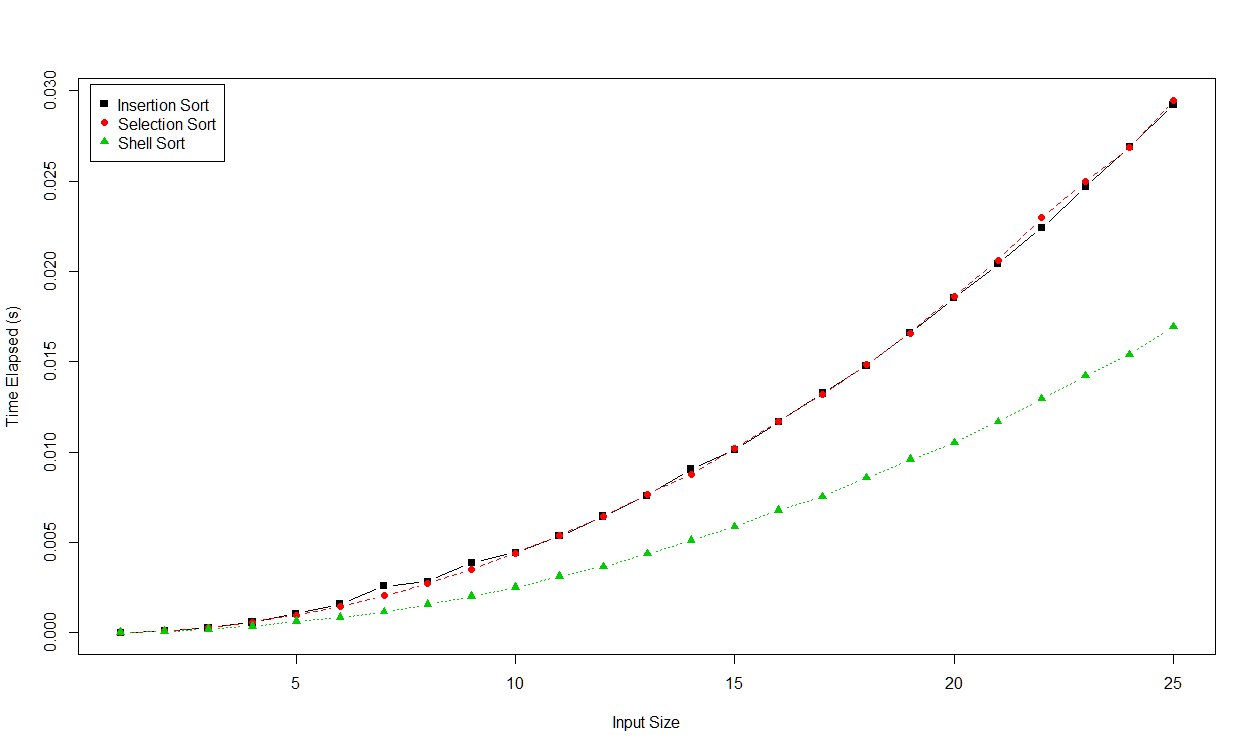 Insertion Sort
Selection Sort
Shell Sort
0.030
0.025
0.020
0.015
0.010
0.005
0.000
Time Elapsed (s)
5 10 15 20 25
Input Size